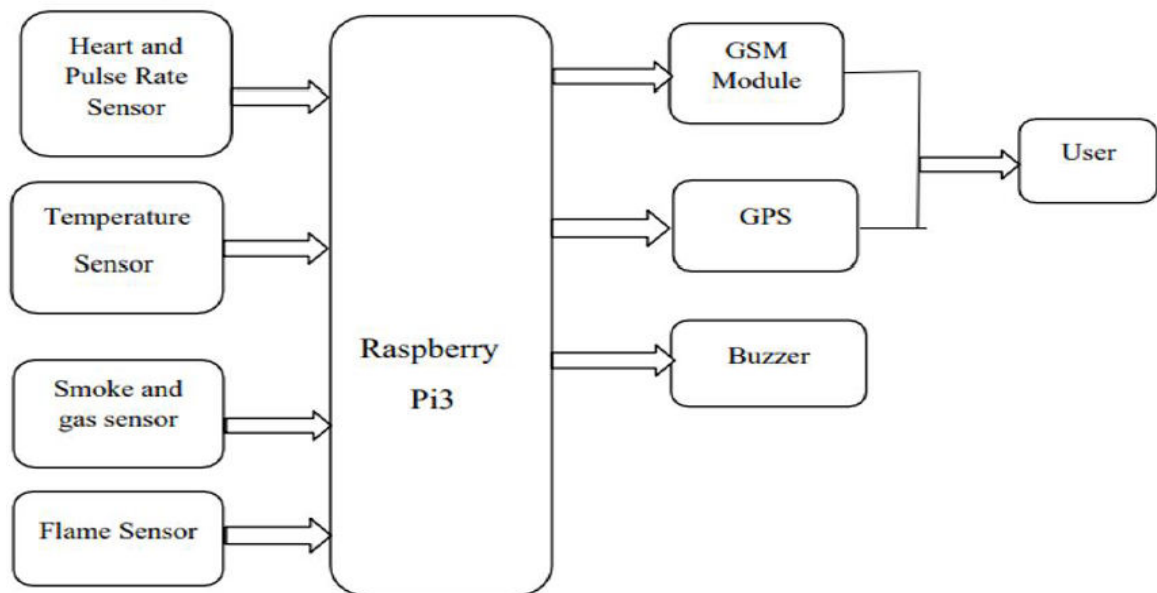 Heart and
Pulse Rate
Sensor
Temperature
Sensor
Smoke and
gas sensor
Flame Sensor
Raspberry
Pi3
GSM
Module
GPS
Buzzer
User